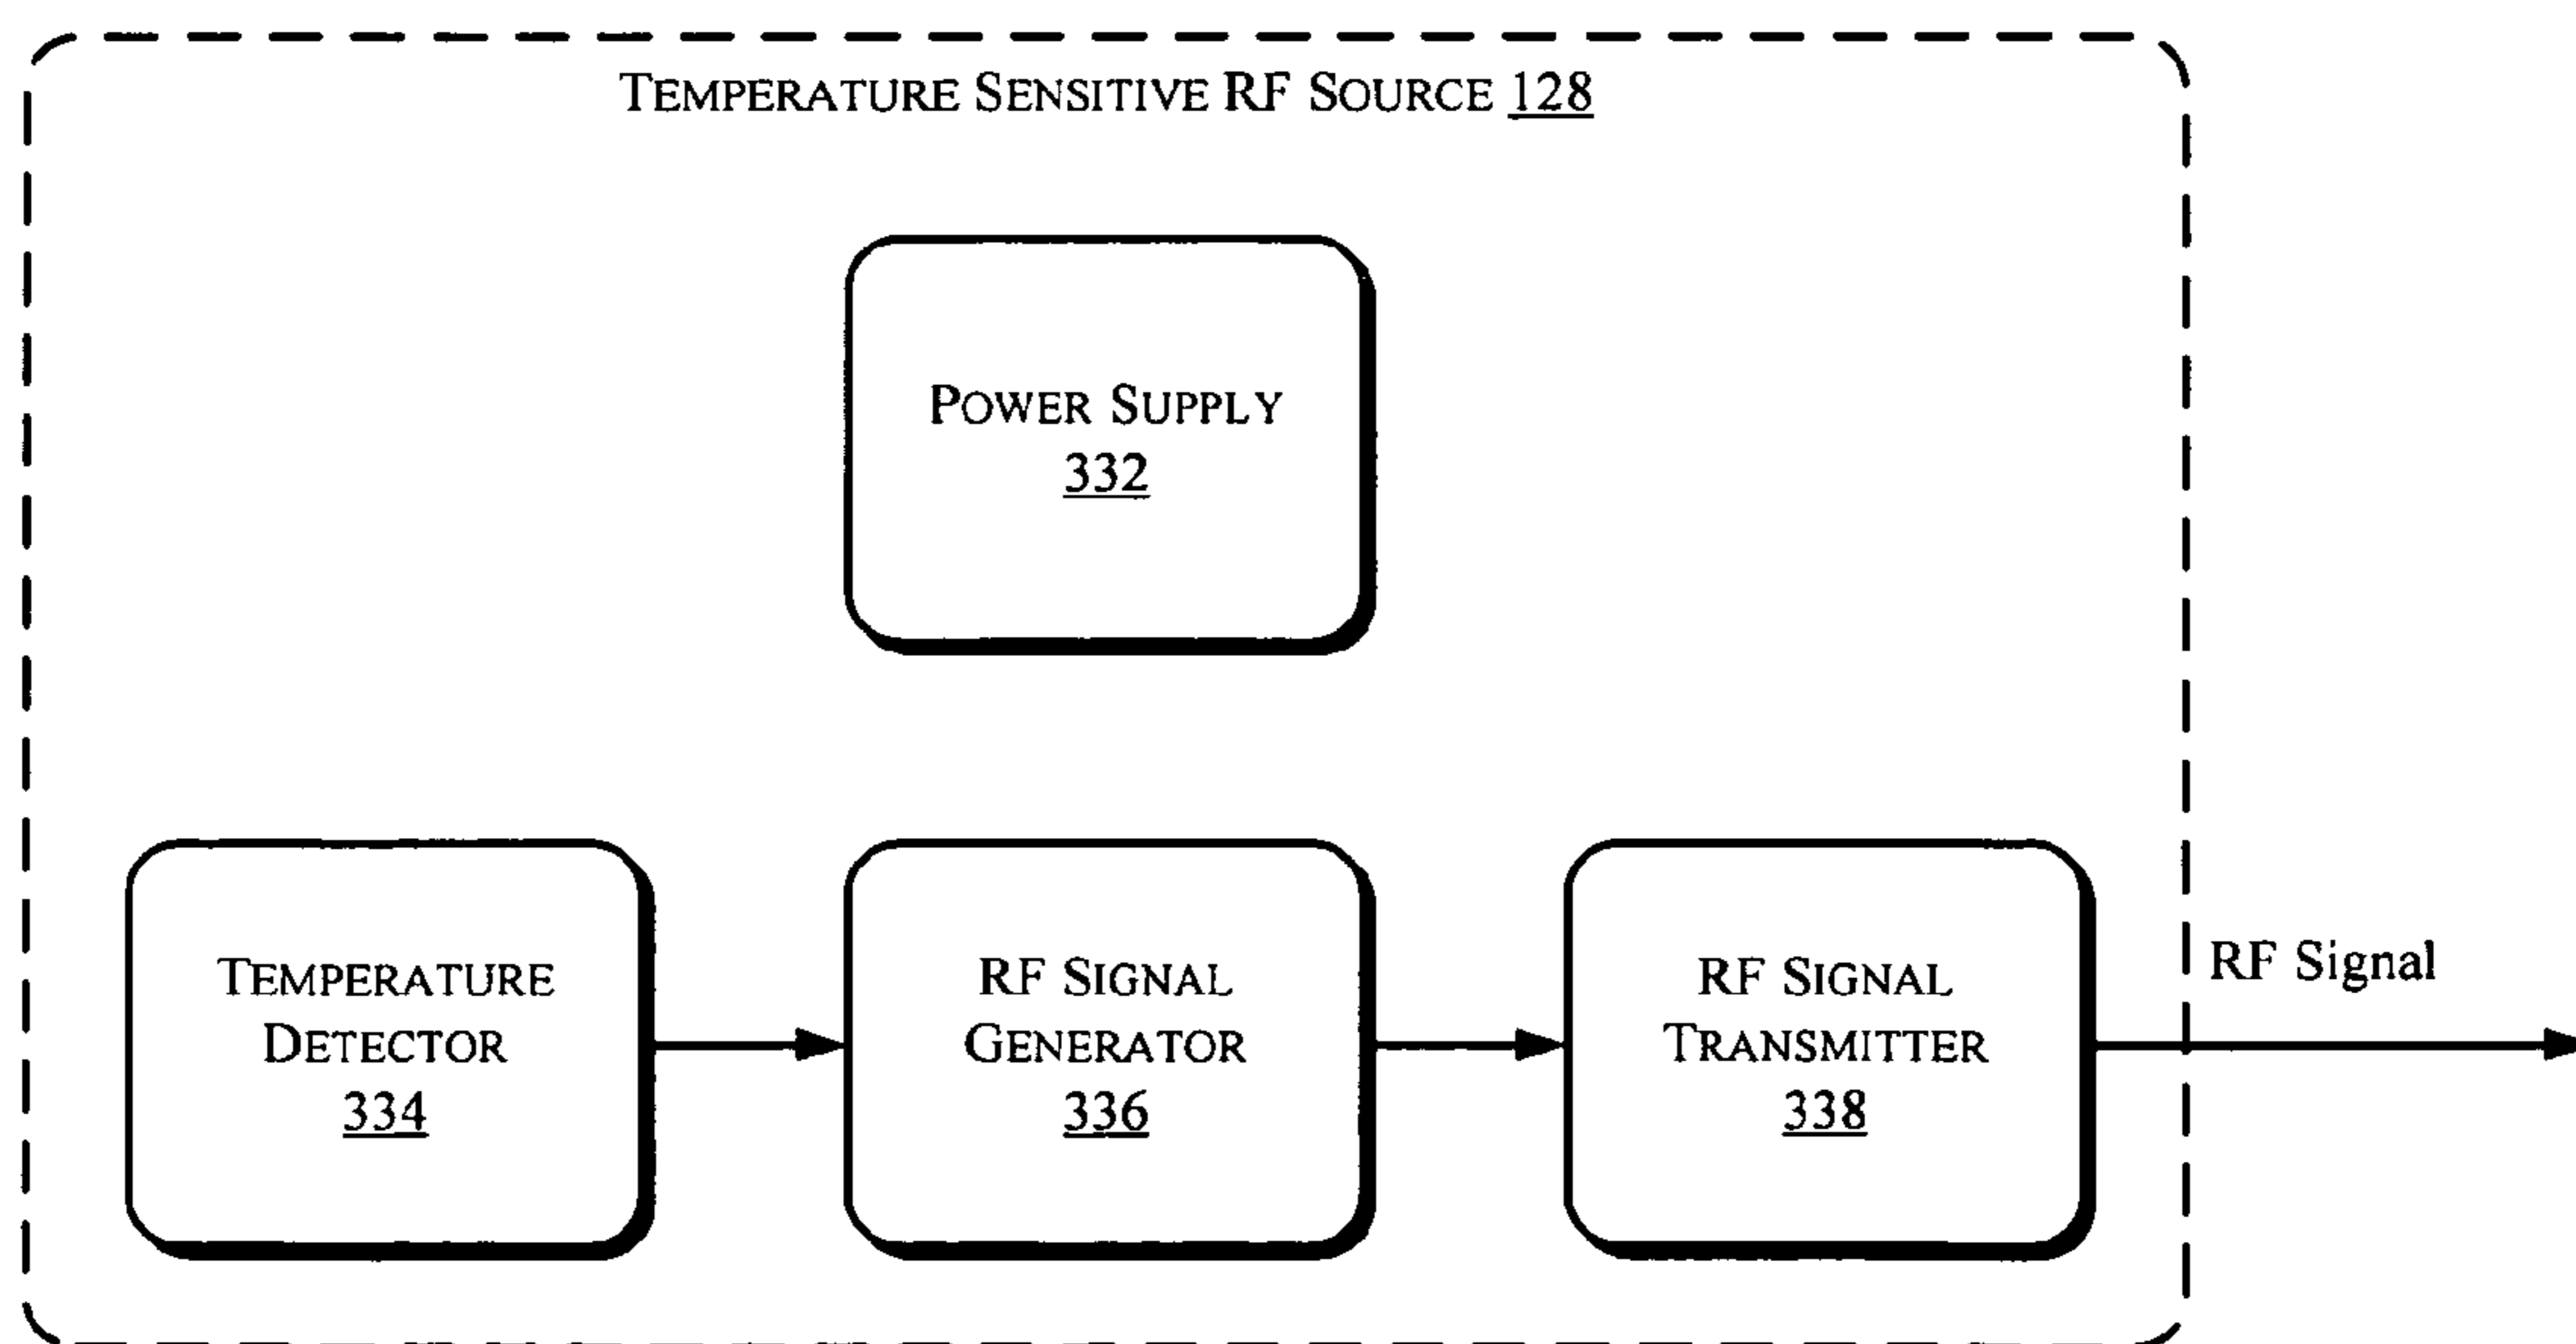 TEMPERATURE SENSITIVE RF SOURCE 128
POWER SUPPLY
332
TEMPERATURE
DETECTOR
334
RF SIGNAL
GENERATOR
336
RF SIGNAL
TRANSMITTER
338
RF Signal